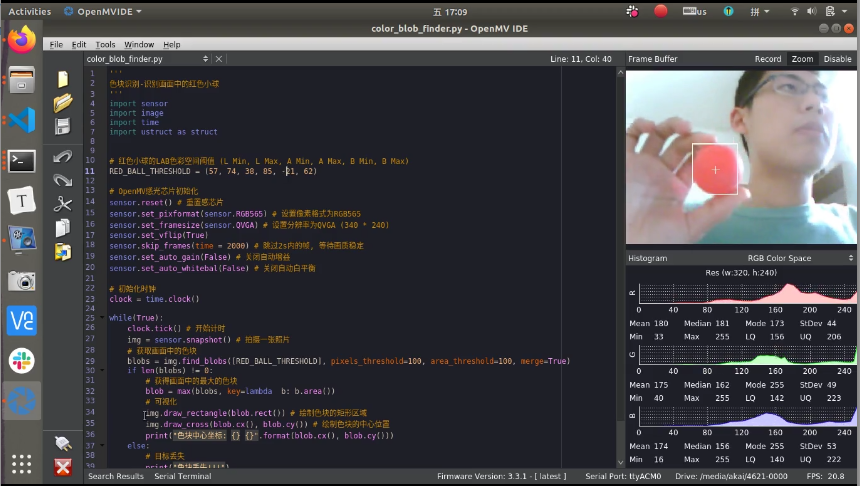 Activities
OpenMVIDE
五 17:09
us
拼
color_blob_finder.py - OpenMV IDE
File Edit Tools Window Help
color_blob_finder.py
Line: 11, Col: 40
Frame Buffer
Record Zoom Disable
1 '''
2 色块识别-识别画面中的红色小球
3 '''
4 import sensor
5 import image
6 import time
7 import ustruct as struct
8
9
10 # 红色小球的LAB色彩空间阈值 (L Min, L Max, A Min, A Max, B Min, B Max)
11 RED_BALL_THRESHOLD = (57, 74, 38, 85, -21, 62)
12
13 # OpenMV感光芯片初始化
14 sensor.reset() # 重置感芯片
15 sensor.set_pixformat(sensor.RGB565) # 设置像素格式为RGB565
16 sensor.set_framesize(sensor.QVGA) # 设置分辨率为QVGA (340 * 240)
17 sensor.set_vflip(True)
18 sensor.skip_frames(time = 2000) # 跳过2s内的帧, 等待画质稳定
19 sensor.set_auto_gain(False) # 关闭自动增益
20 sensor.set_auto_whitebal(False) # 关闭自动白平衡
21
22 # 初始化时钟
23 clock = time.clock()
24
25 while(True):
26 clock.tick() # 开始计时
27 img = sensor.snapshot() # 拍摄一张照片
28 # 获取画面中的色块
29 blobs = img.find_blobs([RED_BALL_THRESHOLD], pixels_threshold=100, area_threshold=100, merge=True)
30 if len(blobs) != 0:
31 # 获得画面中的最大的色块
32 blob = max(blobs, key=lambda b: b.area())
33 # 可视化
34 img.draw_rectangle(blob.rect()) # 绘制色块的矩形区域
35 img.draw_cross(blob.cx(), blob.cy()) # 绘制色块的中心位置
36 print("色块中心坐标: {} {}".format(blob.cx(), blob.cy()))
37 else:
38 # 目标丢失
39 print("色块丢失!!!")
Histogram
RGB Color Space
Res (w:320, h:240)
R
0 40 80 120 160 200 240
Mean 180 Median 181 Mode 173 StDev 44
Min 33 Max 255 LQ 156 UQ 206
G
0 40 80 120 160 200 240
Mean 175 Median 162 Mode 255 StDev 49
Min 40 Max 255 LQ 142 UQ 217
B
0 40 80 120 160 200 240
Mean 174 Median 156 Mode 255 StDev 53
Min 16 Max 255 LQ 140 UQ 222
Search Results Serial Terminal
Firmware Version: 3.3.1 - [ latest ]
Serial Port: ttyACM0
Drive: /media/akai/4621-0000
FPS: 20.8